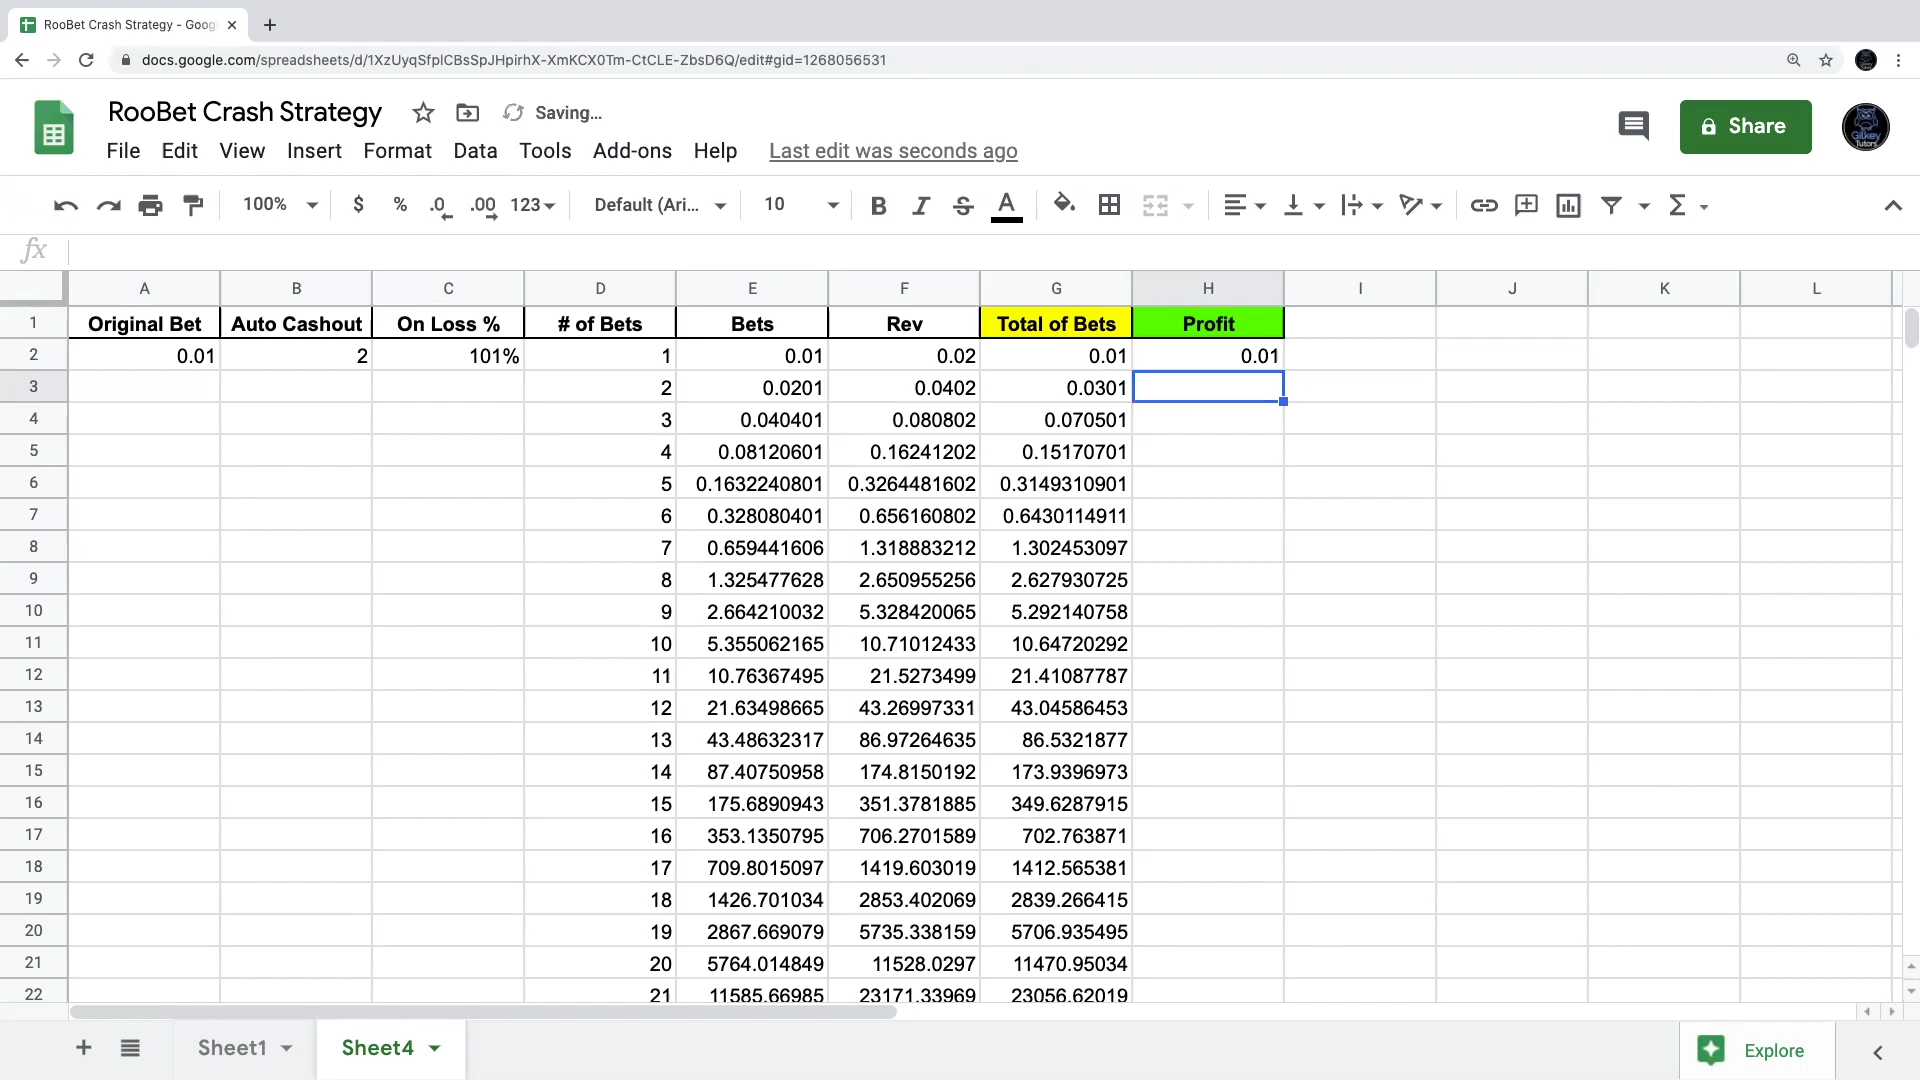 RooBet Crash Strategy - Goog
docs.google.com/spreadsheets/d/1XzUyqSfplCBsSpJHpirhX-XmKCX0Tm-CtCLE-ZbsD6Q/edit#gid=1268056531
RooBet Crash Strategy Saving...
Share
Gilkey Tutors
File Edit View Insert Format Data Tools Add-ons Help Last edit was seconds ago
100% $ % .0 .00 123 Default (Ari... 10 B I S A Σ
fx
A B C D E F G H I J K L
1 Original Bet Auto Cashout On Loss % # of Bets Bets Rev Total of Bets Profit
2 0.01 2 101% 1 0.01 0.02 0.01 0.01
3 2 0.0201 0.0402 0.0301
4 3 0.040401 0.080802 0.070501
5 4 0.08120601 0.16241202 0.15170701
6 5 0.1632240801 0.3264481602 0.3149310901
7 6 0.328080401 0.656160802 0.6430114911
8 7 0.659441606 1.318883212 1.302453097
9 8 1.325477628 2.650955256 2.627930725
10 9 2.664210032 5.328420065 5.292140758
11 10 5.355062165 10.71012433 10.64720292
12 11 10.76367495 21.5273499 21.41087787
13 12 21.63498665 43.26997331 43.04586453
14 13 43.48632317 86.97264635 86.5321877
15 14 87.40750958 174.8150192 173.9396973
16 15 175.6890943 351.3781885 349.6287915
17 16 353.1350795 706.2701589 702.763871
18 17 709.8015097 1419.603019 1412.565381
19 18 1426.701034 2853.402069 2839.266415
20 19 2867.669079 5735.338159 5706.935495
21 20 5764.014849 11528.0297 11470.95034
22 21 11585.66985 23171.33969 23056.62019
Sheet1 Sheet4 Explore